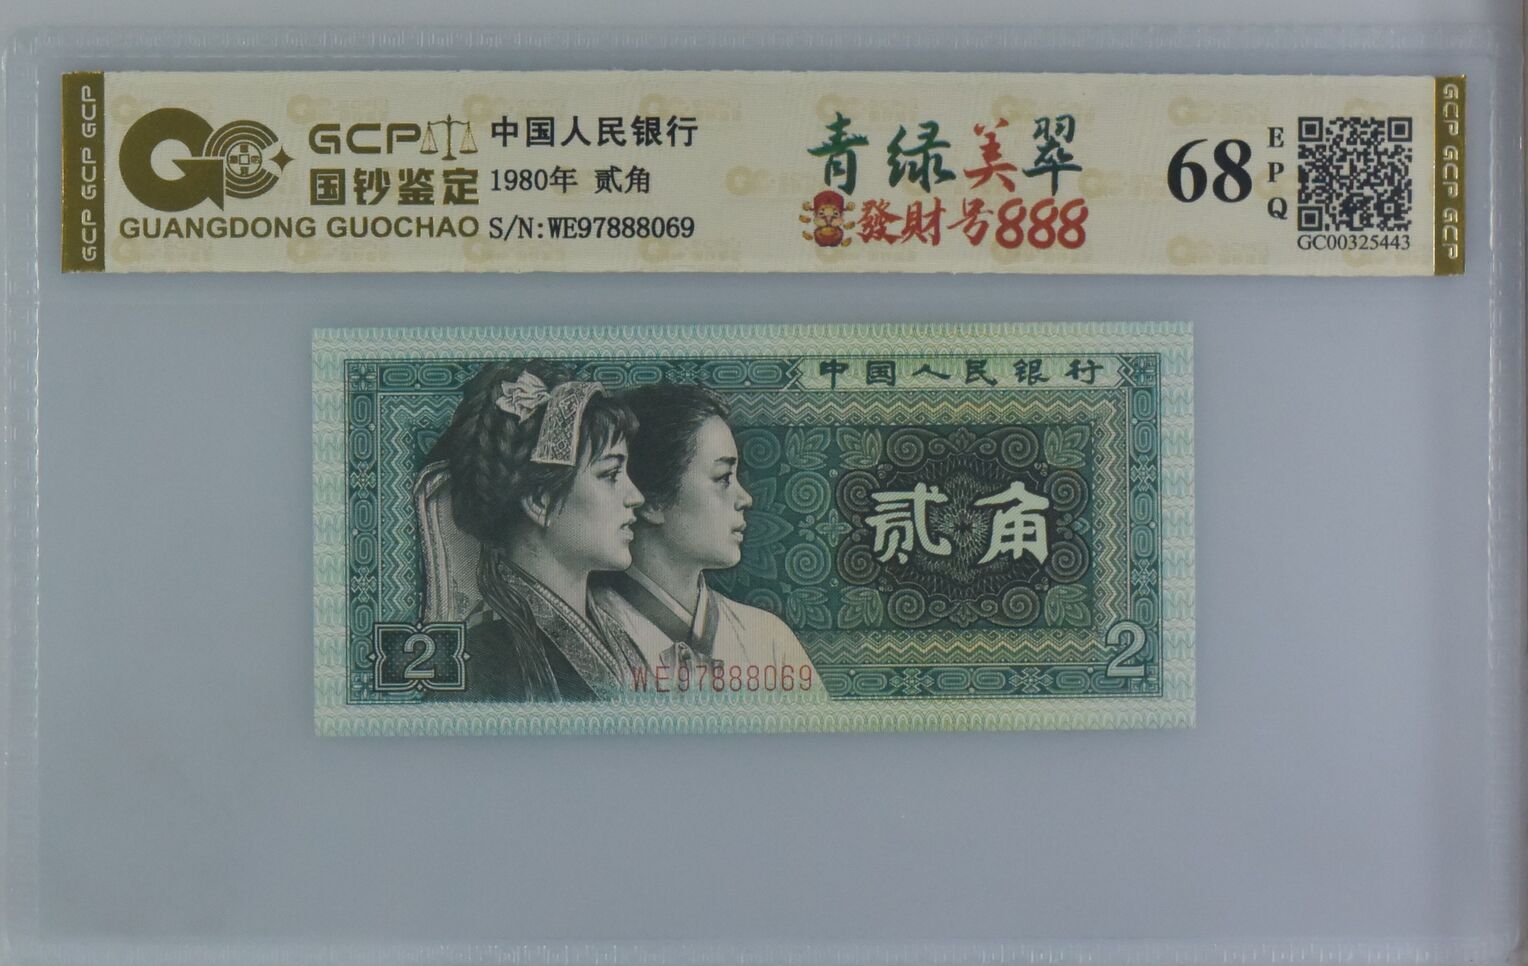 GCP GCP GCP
GCP
国钞鉴定
GUANGDONG GUOCHAO
中国人民银行
1980年 贰角
S/N:WE97888069
青绿美翠
發財号888
68
EPQ
GC00325443
GCP GCP GCP
中国人民银行
贰角
2
2
WE97888069